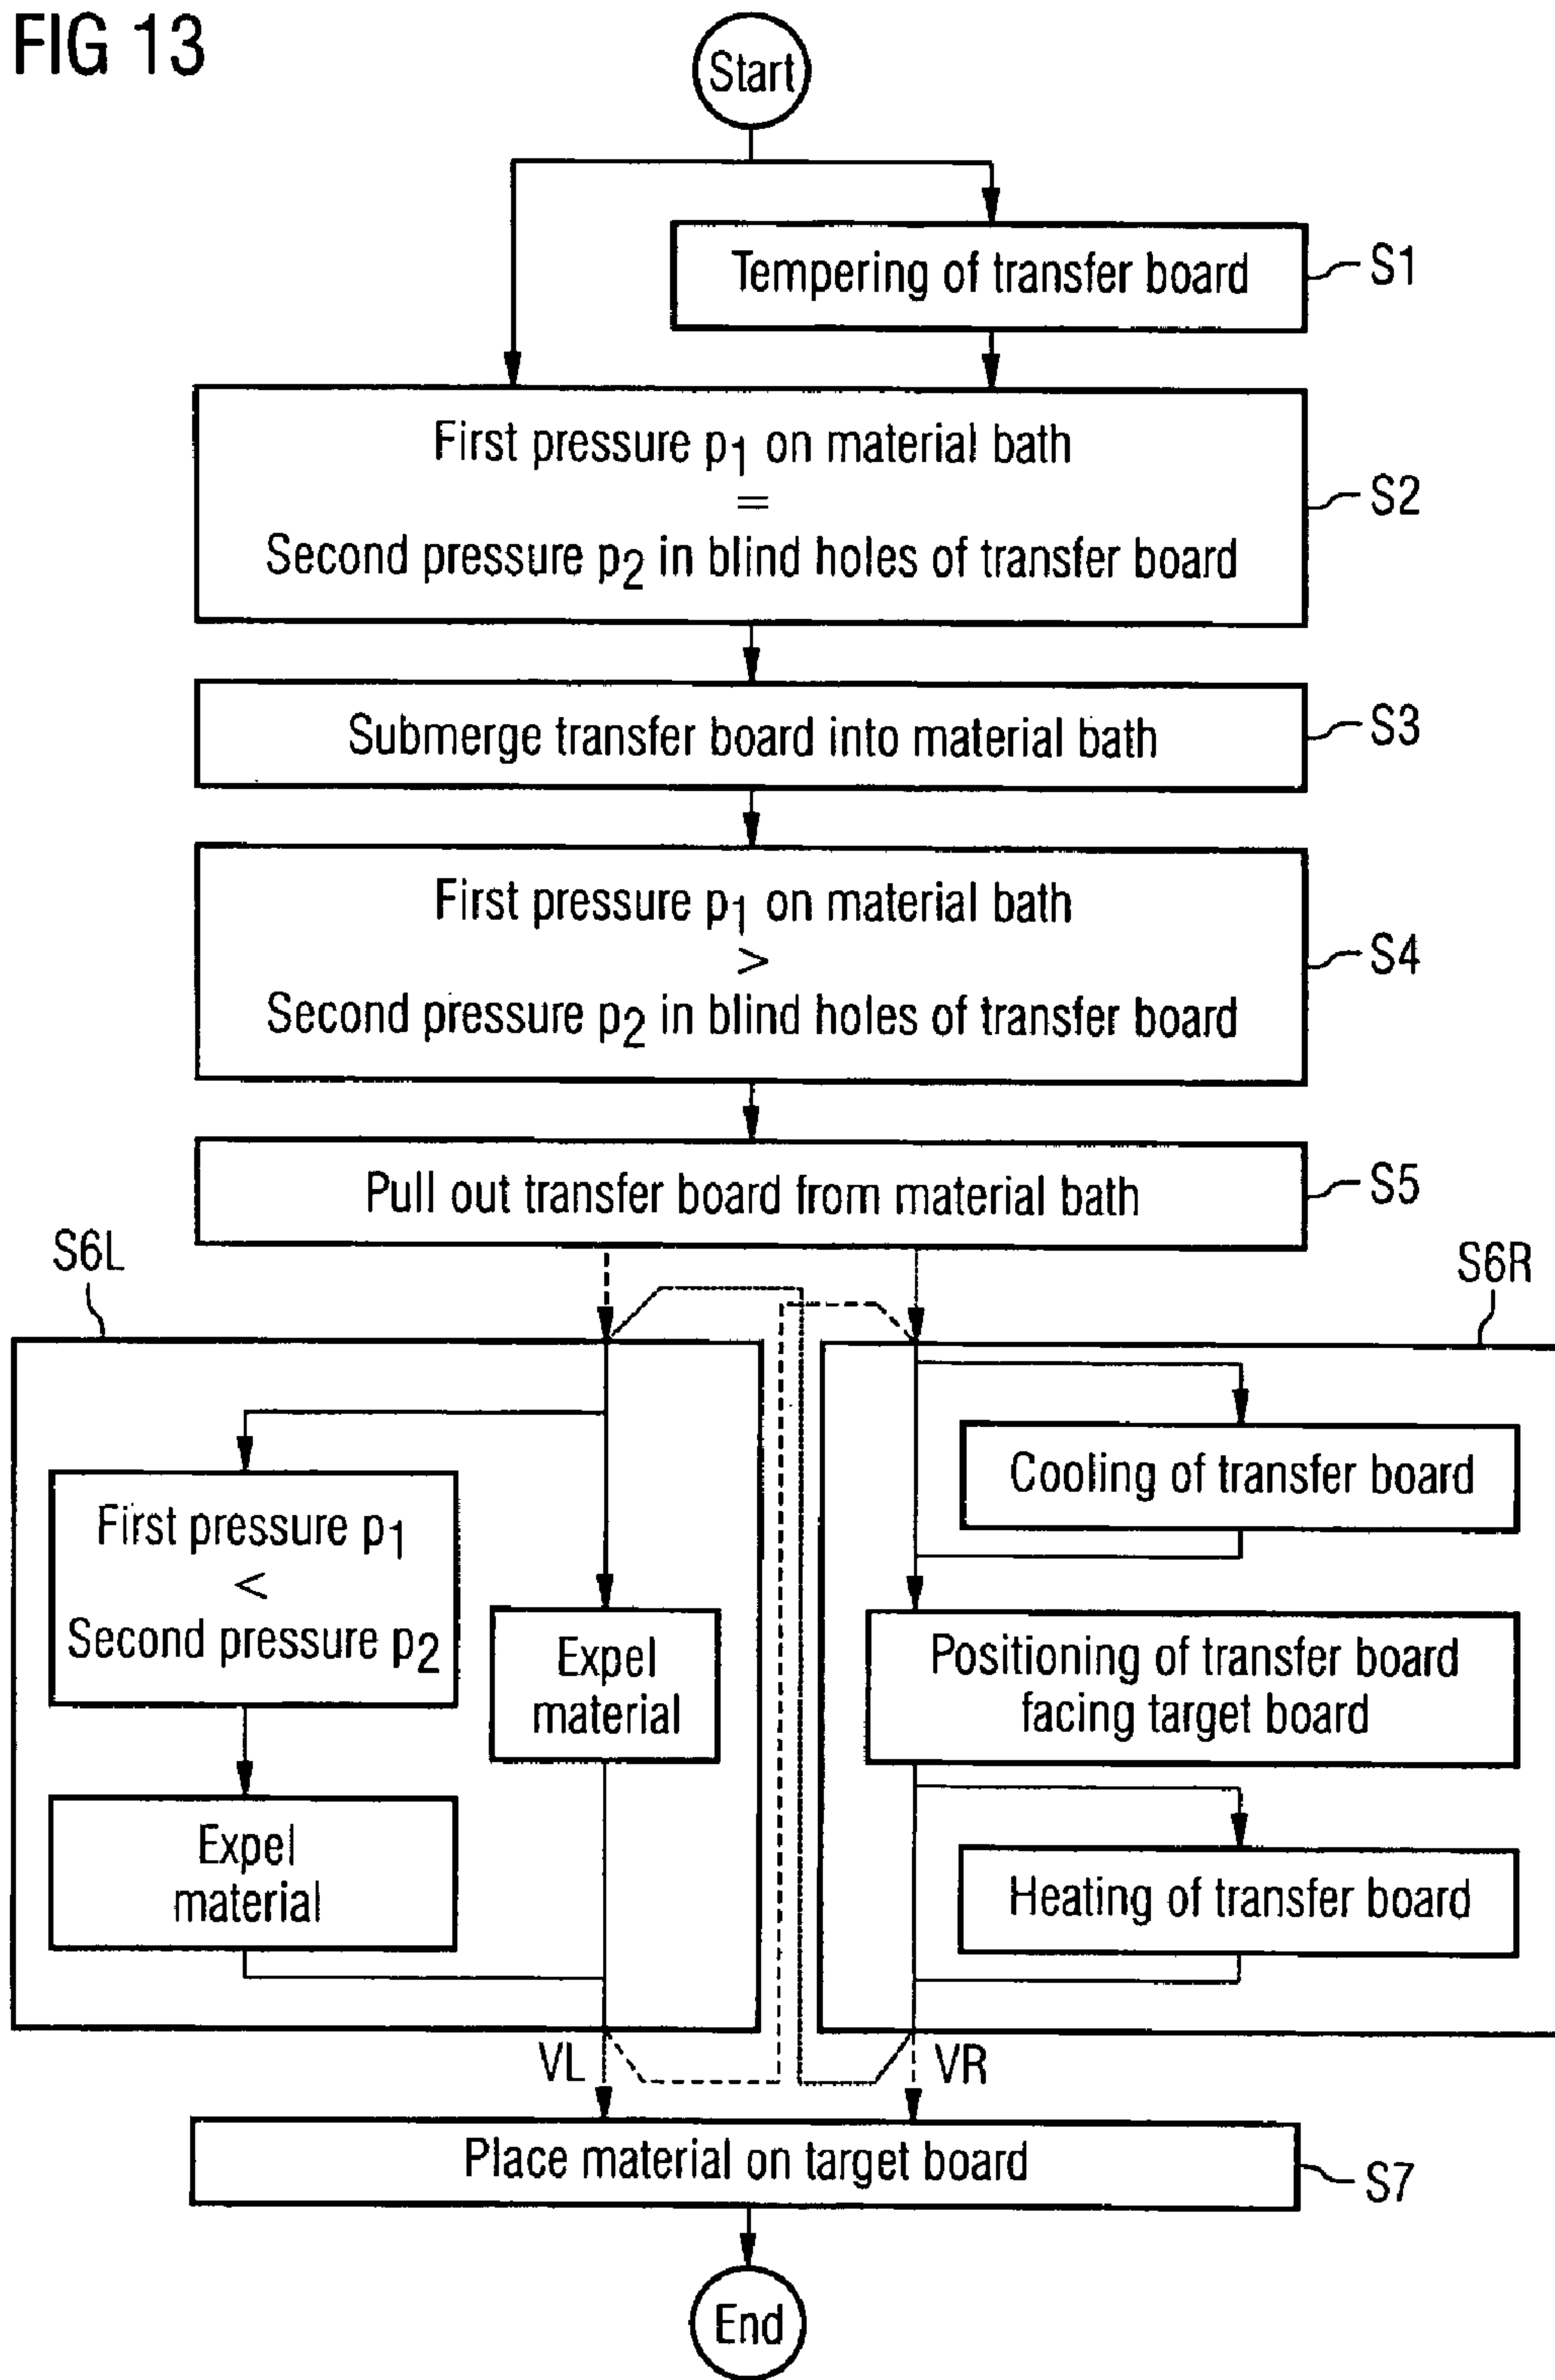 FIG 13
Start
Tempering of transfer board
S1
First pressure p1 on material bath
=
Second pressure p2 in blind holes of transfer board
S2
Submerge transfer board into material bath
S3
First pressure p1 on material bath
>
Second pressure p2 in blind holes of transfer board
S4
Pull out transfer board from material bath
S5
S6L
S6R
First pressure p1
<
Second pressure p2
Expel
material
Expel
material
Cooling of transfer board
Positioning of transfer board
facing target board
Heating of transfer board
VL
VR
Place material on target board
S7
End